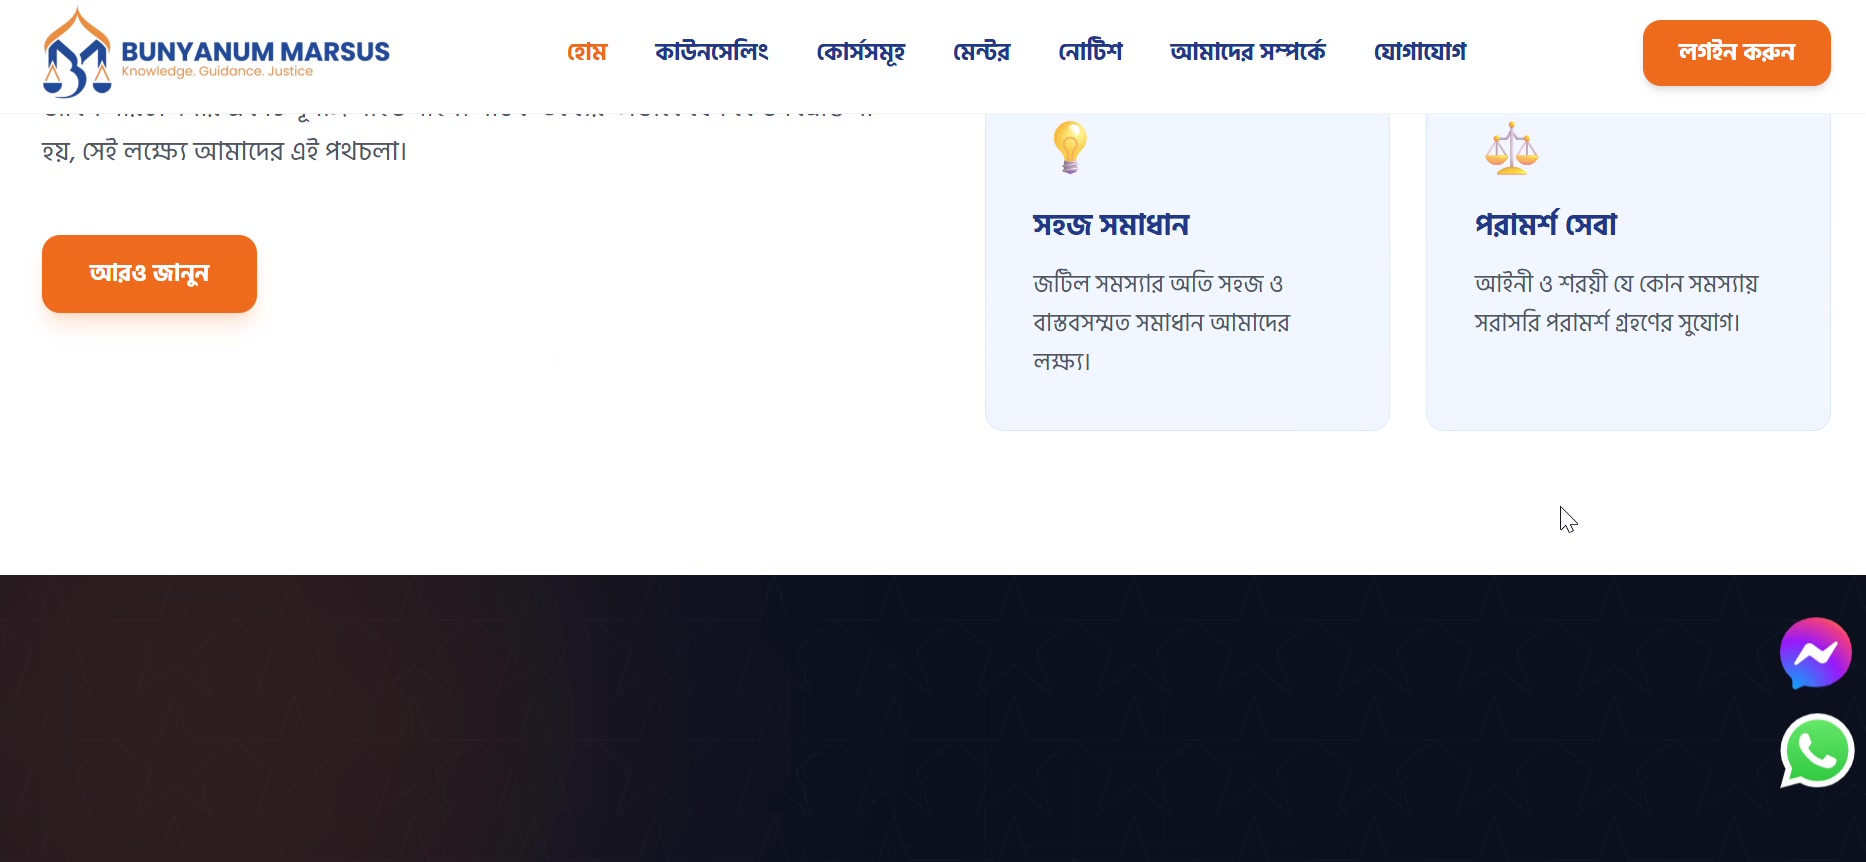 BUNYANUM MARSUS
Knowledge. Guidance. Justice
হোম
কাউনসেলিং
কোর্সসমূহ
মেন্টর
নোটিশ
আমাদের সম্পর্কে
যোগাযোগ
লগইন করুন
হয়, সেই লক্ষ্যে আমাদের এই পথচলা।
আরও জানুন
সহজ সমাধান
জটিল সমস্যার অতি সহজ ও
বাস্তবসম্মত সমাধান আমাদের
লক্ষ্য।
পরামর্শ সেবা
আইনী ও শরয়ী যে কোন সমস্যায়
সরাসরি পরামর্শ গ্রহণের সুযোগ।